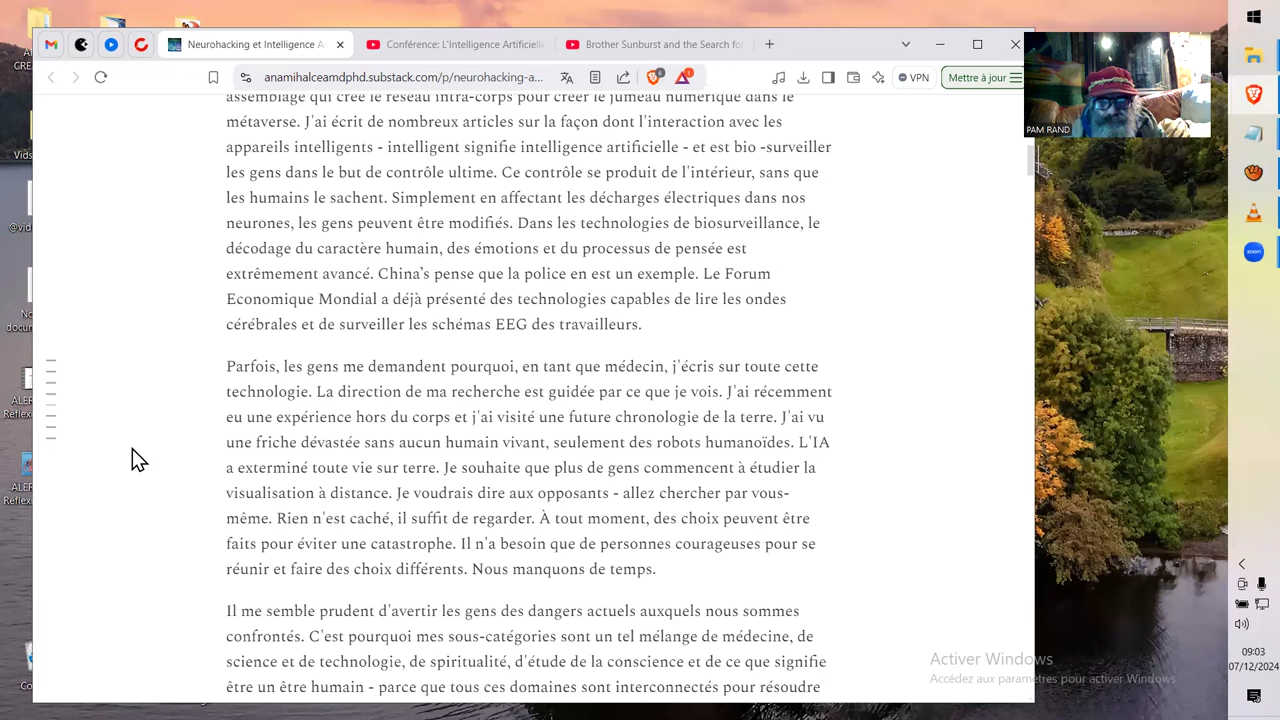 Neurohacking et Intelligence A
Conférence: L'Intelligence Artificielle
Brother Sunburst and the Search for
anamihalceamdphd.substack.com/p/neurohacking-a...
6
1
VPN
Mettre à jour
assemblage qui crée le réseau intra-corps pour créer le jumeau numérique dans le
métaverse. J'ai écrit de nombreux articles sur la façon dont l'interaction avec les
appareils intelligents - intelligent signifie intelligence artificielle - et est bio -surveiller
les gens dans le but de contrôle ultime. Ce contrôle se produit de l'intérieur, sans que
les humains le sachent. Simplement en affectant les décharges électriques dans nos
neurones, les gens peuvent être modifiés. Dans les technologies de biosurveillance, le
décodage du caractère humain, des émotions et du processus de pensée est
extrêmement avancé. China's pense que la police en est un exemple. Le Forum
Economique Mondial a déjà présenté des technologies capables de lire les ondes
cérébrales et de surveiller les schémas EEG des travailleurs.
Parfois, les gens me demandent pourquoi, en tant que médecin, j'écris sur toute cette
technologie. La direction de ma recherche est guidée par ce que je vois. J'ai récemment
eu une expérience hors du corps et j'ai visité une future chronologie de la terre. J'ai vu
une friche dévastée sans aucun humain vivant, seulement des robots humanoïdes. L'IA
a exterminé toute vie sur terre. Je souhaite que plus de gens commencent à étudier la
visualisation à distance. Je voudrais dire aux opposants - allez chercher par vous-
même. Rien n'est caché, il suffit de regarder. À tout moment, des choix peuvent être
faits pour éviter une catastrophe. Il n'a besoin que de personnes courageuses pour se
réunir et faire des choix différents. Nous manquons de temps.
Il me semble prudent d'avertir les gens des dangers actuels auxquels nous sommes
confrontés. C'est pourquoi mes sous-catégories sont un tel mélange de médecine, de
science et de technologie, de spiritualité, d'étude de la conscience et de ce que signifie
être un être humain - parce que tous ces domaines sont interconnectés pour résoudre
PAM RAND
zoom
Activer Windows
Accédez aux paramètres pour activer Windows.
09:03
07/12/2024